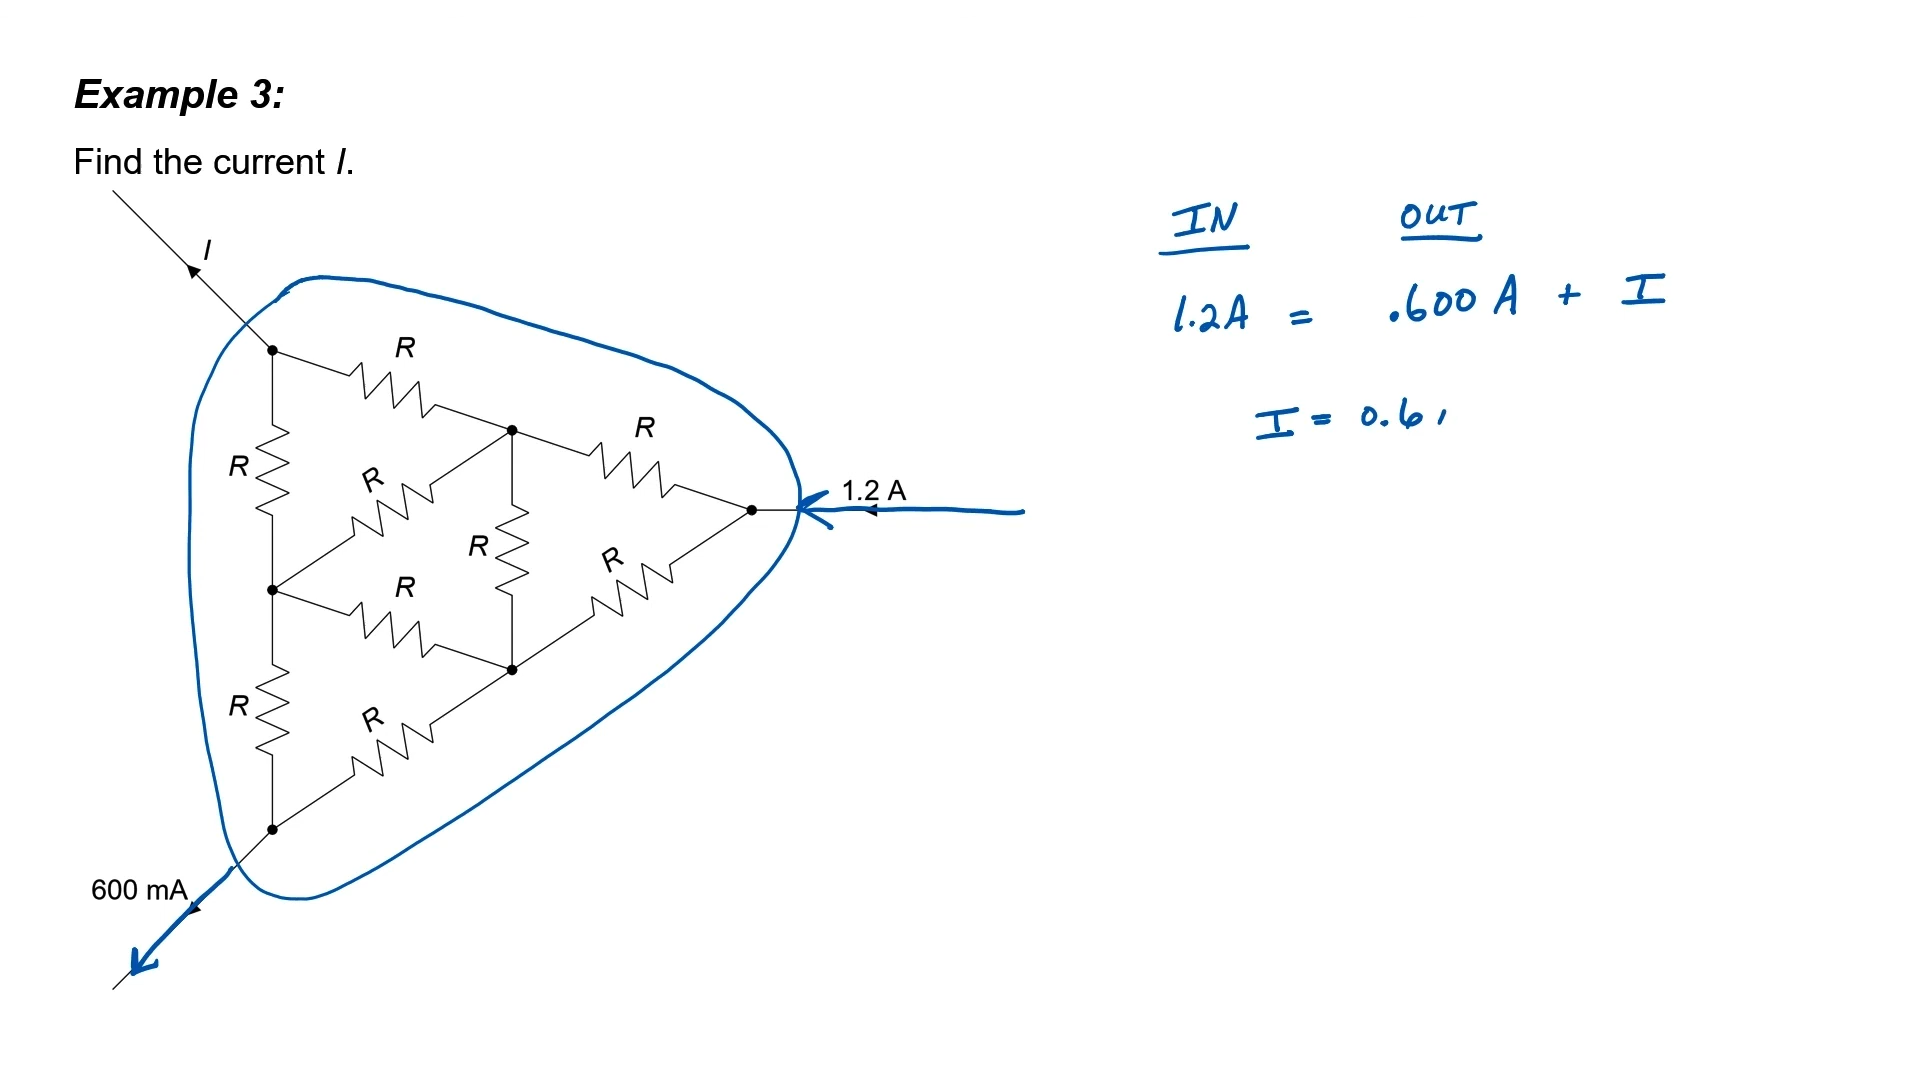 Example 3:
Find the current I.
I
IN OUT
1.2A = .600 A + I
R
I = 0.6
R
R
R
1.2 A
R
R
R
R
R
600 mA